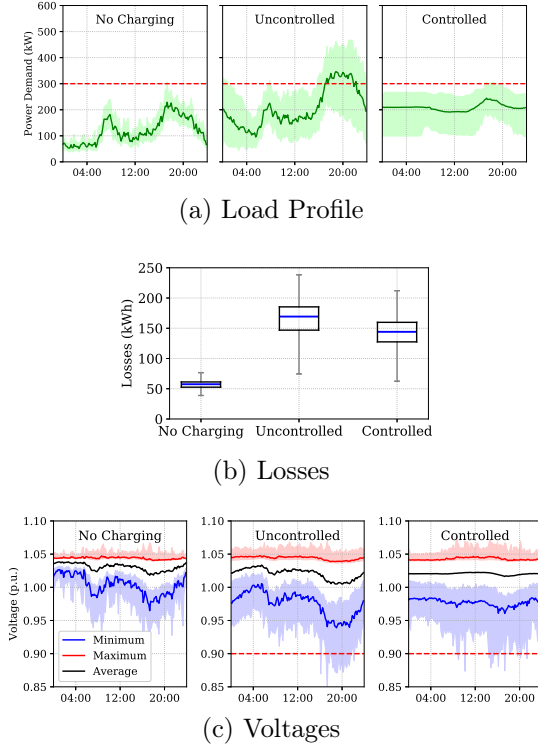 No Charging
Uncontrolled
Controlled
Power Demand (kW)
600
500
400
300
200
100
0
04:00 12:00 20:00
04:00 12:00 20:00
04:00 12:00 20:00
(a) Load Profile
Losses (kWh)
250
200
150
100
50
0
No Charging Uncontrolled Controlled
(b) Losses
No Charging
Uncontrolled
Controlled
Voltage (p.u.)
1.10
1.05
1.00
0.95
0.90
0.85
Minimum
Maximum
Average
04:00 12:00 20:00
04:00 12:00 20:00
04:00 12:00 20:00
(c) Voltages